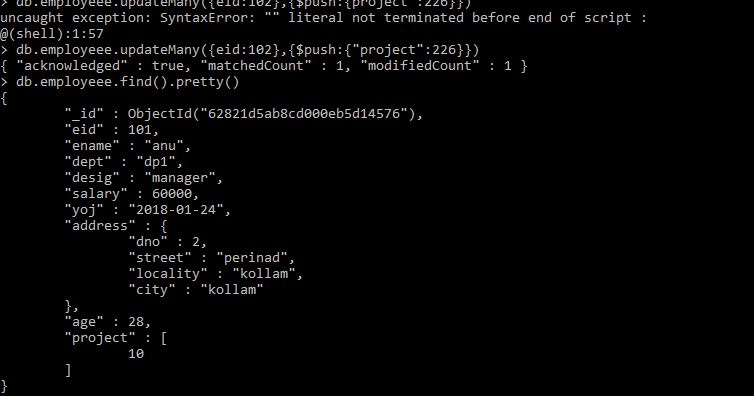 > db.employeee.updateMany({eid:102},{$push:{project":226}})
uncaught exception: SyntaxError: "" literal not terminated before end of script :
@(shell):1:57
> db.employeee.updateMany({eid:102},{$push:{"project":226}})
{ "acknowledged" : true, "matchedCount" : 1, "modifiedCount" : 1 }
> db.employeee.find().pretty()
{
"_id" : ObjectId("62821d5ab8cd000eb5d14576"),
"eid" : 101,
"ename" : "anu",
"dept" : "dp1",
"desig" : "manager",
"salary" : 60000,
"yoj" : "2018-01-24",
"address" : {
"dno" : 2,
"street" : "perinad",
"locality" : "kollam",
"city" : "kollam"
},
"age" : 28,
"project" : [
10
]
}